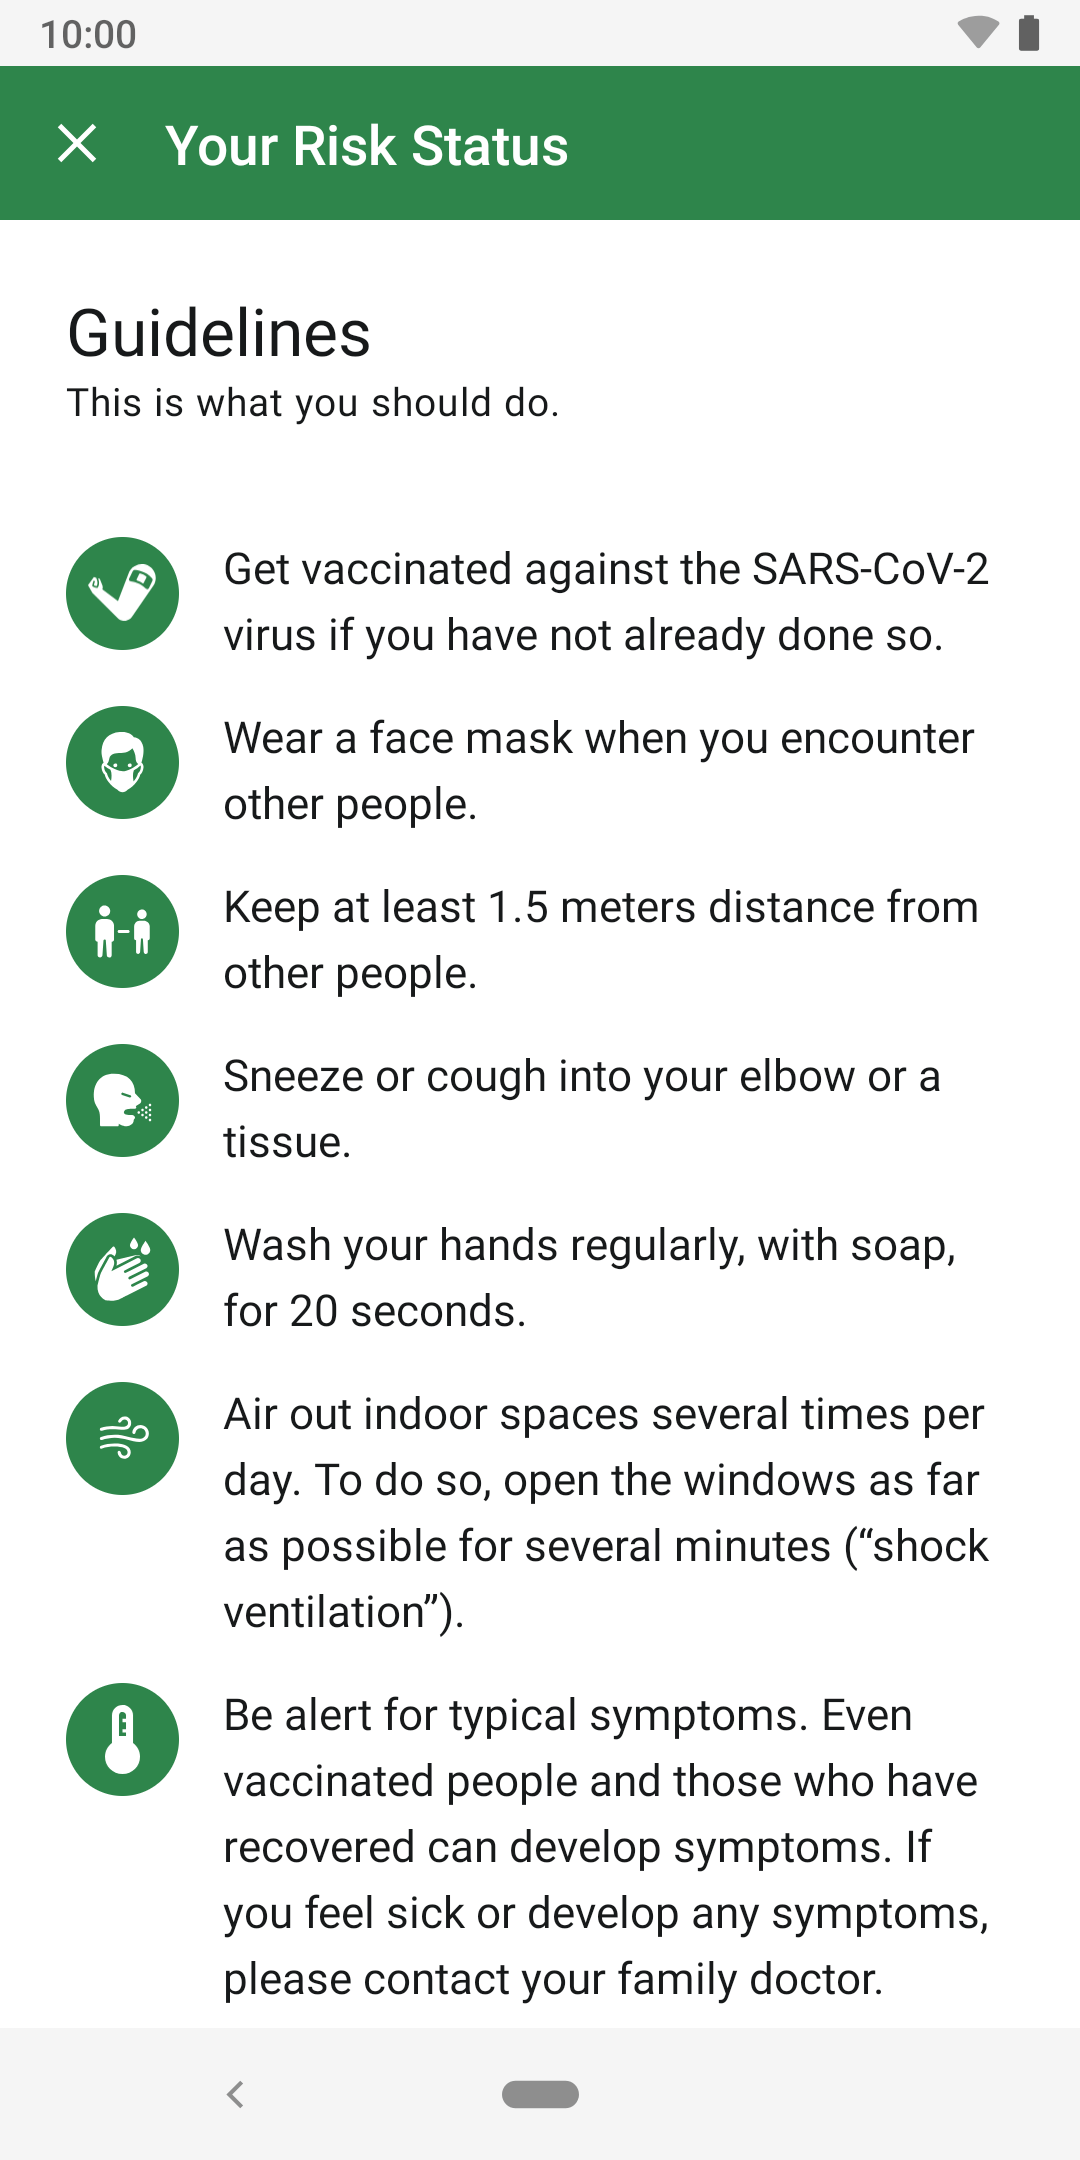 10:00
Your Risk Status
Guidelines
This is what you should do.
Get vaccinated against the SARS-CoV-2
virus if you have not already done so.
Wear a face mask when you encounter
other people.
Keep at least 1.5 meters distance from
other people.
Sneeze or cough into your elbow or a
tissue.
Wash your hands regularly, with soap,
for 20 seconds.
Air out indoor spaces several times per
day. To do so, open the windows as far
as possible for several minutes (“shock
ventilation”).
Be alert for typical symptoms. Even
vaccinated people and those who have
recovered can develop symptoms. If
you feel sick or develop any symptoms,
please contact your family doctor.